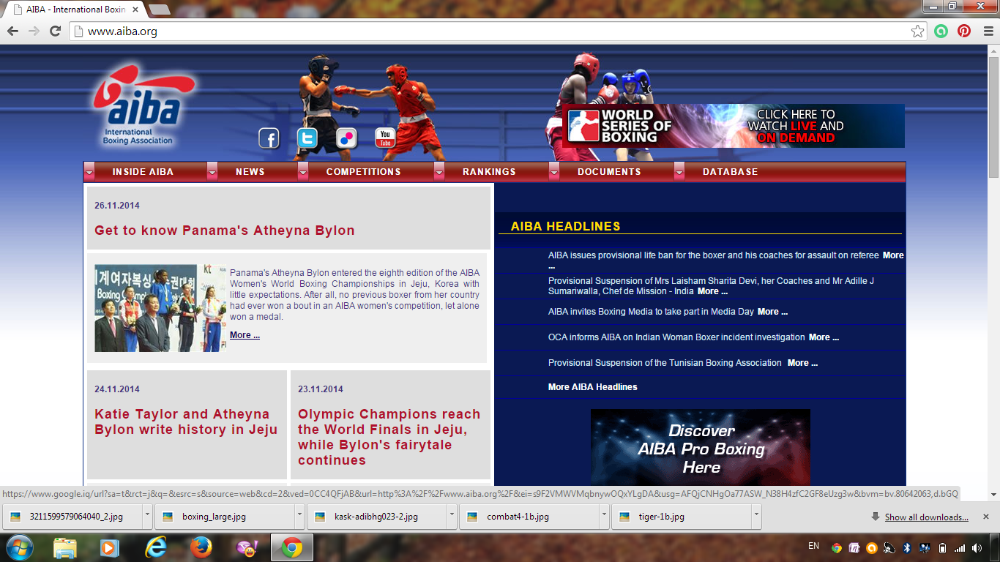 AIBA - International Boxin
www.aiba.org
aiba
International
Boxing Association
You
Tube
WORLD
SERIES OF
BOXING
CLICK HERE TO
WATCH LIVE AND
ON DEMAND
INSIDE AIBA
NEWS
COMPETITIONS
RANKINGS
DOCUMENTS
DATABASE
26.11.2014
Get to know Panama's Atheyna Bylon
Panama's Atheyna Bylon entered the eighth edition of the AIBA
Women's World Boxing Championships in Jeju, Korea with
little expectations. After all, no previous boxer from her country
had ever won a bout in an AIBA women's competition, let alone
won a medal.
More ...
24.11.2014
Katie Taylor and Atheyna
Bylon write history in Jeju
23.11.2014
Olympic Champions reach
the World Finals in Jeju,
while Bylon's fairytale
continues
AIBA HEADLINES
AIBA issues provisional life ban for the boxer and his coaches for assault on referee More
...
Provisional Suspension of Mrs Laisham Sharita Devi, her Coaches and Mr Adille J
Sumariwalla, Chef de Mission - India More ...
AIBA invites Boxing Media to take part in Media Day More ...
OCA informs AIBA on Indian Woman Boxer incident investigation More ...
Provisional Suspension of the Tunisian Boxing Association More ...
More AIBA Headlines
Discover
AIBA Pro Boxing
Here
https://www.google.iq/url?sa=t&rct=j&q=&esrc=s&source=web&cd=2&ved=0CC4QFjAB&url=http%3A%2F%2Fwww.aiba.org%2F&ei=s9F2VMWVMqbnywOQxYLgDA&usg=AFQjCNHgOa77ASW_N38H4zfC2GF8eUzg3w&bvm=bv.80642063,d.bGQ
3211599579064040_2.jpg
boxing_large.jpg
kask-adibhg023-2.jpg
combat4-1b.jpg
tiger-1b.jpg
Show all downloads...
EN